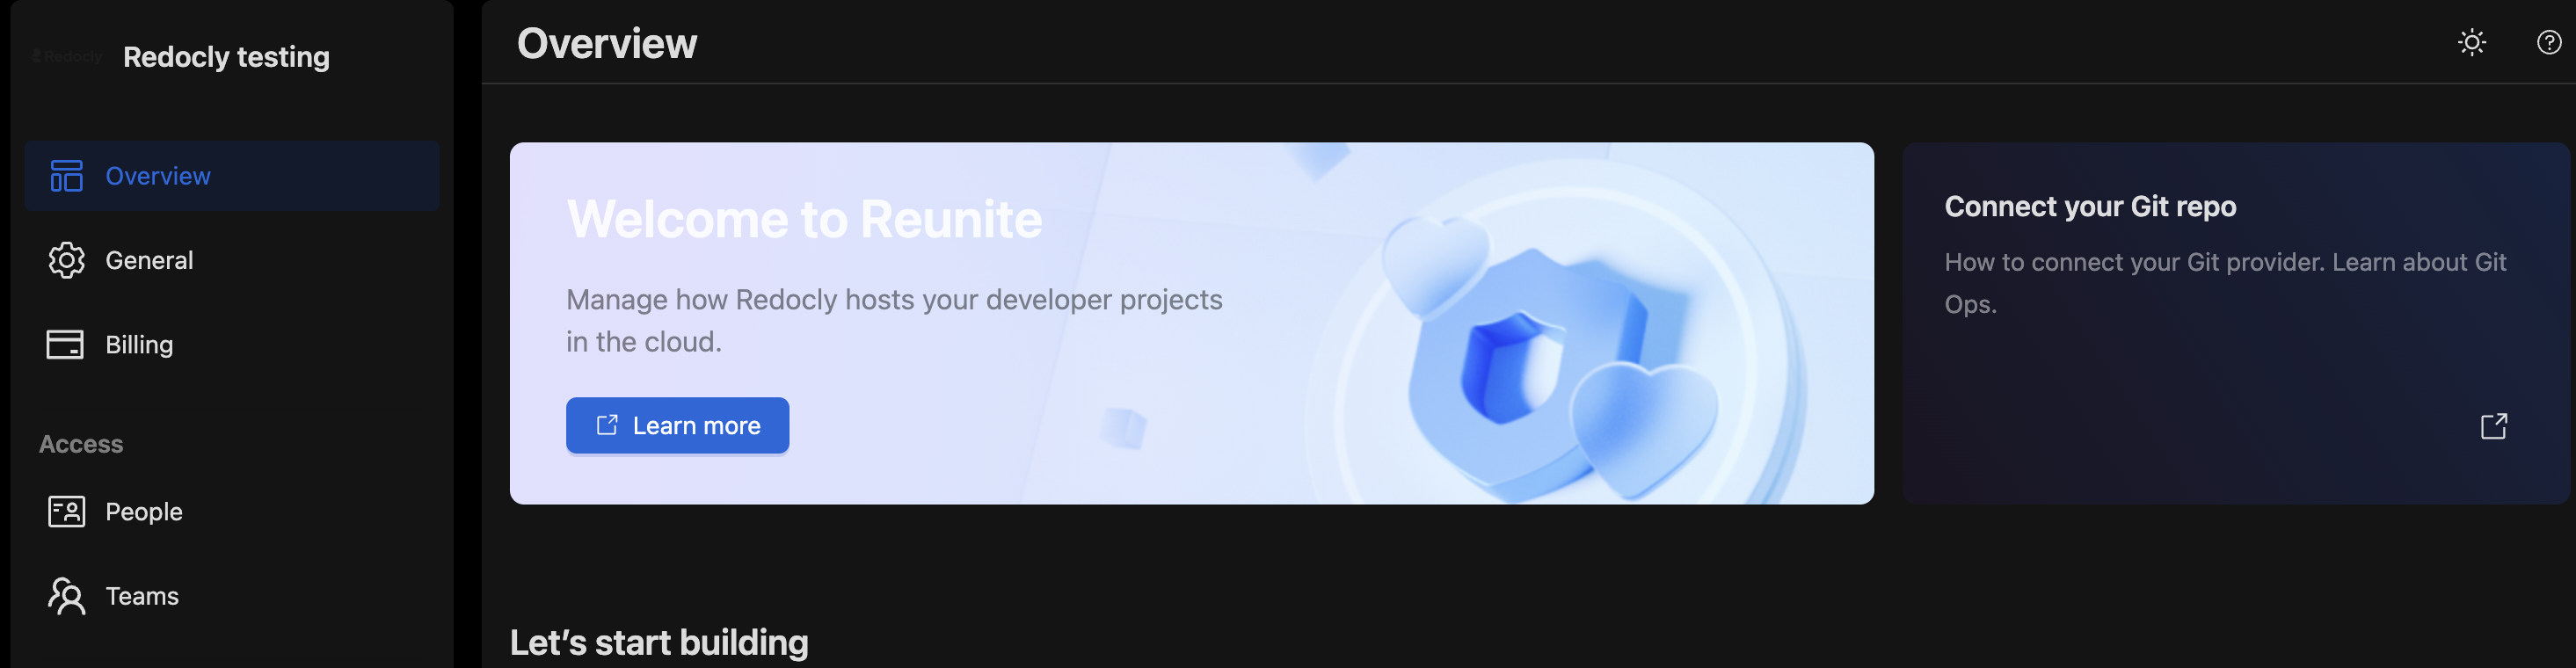 Redocly
Redocly testing
Overview
General
Billing
Access
People
Teams
Overview
Welcome to Reunite
Manage how Redocly hosts your developer projects
in the cloud.
Learn more
Connect your Git repo
How to connect your Git provider. Learn about Git
Ops.
Let’s start building